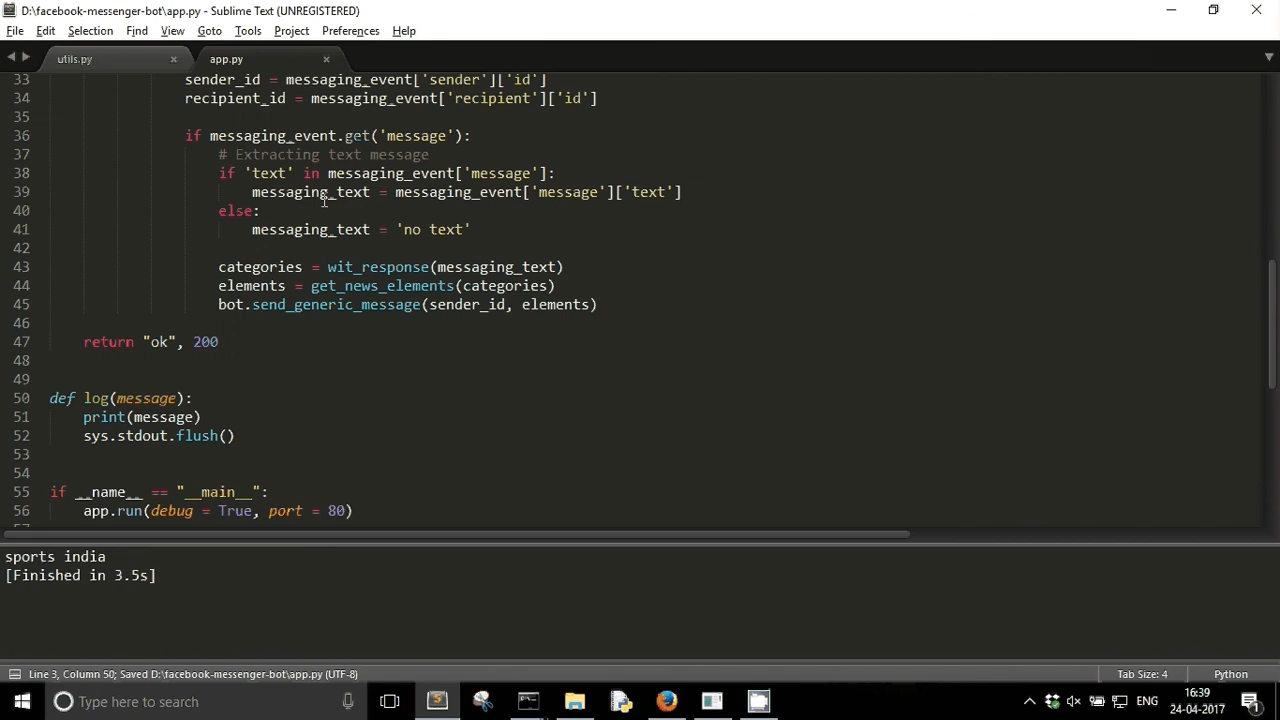 D:\facebook-messenger-bot\app.py - Sublime Text (UNREGISTERED)
File Edit Selection Find View Goto Tools Project Preferences Help
utils.py app.py
33 sender_id = messaging_event['sender']['id']
34 recipient_id = messaging_event['recipient']['id']
35
36 if messaging_event.get('message'):
37 # Extracting text message
38 if 'text' in messaging_event['message']:
39 messaging_text = messaging_event['message']['text']
40 else:
41 messaging_text = 'no text'
42
43 categories = wit_response(messaging_text)
44 elements = get_news_elements(categories)
45 bot.send_generic_message(sender_id, elements)
46
47 return "ok", 200
48
49
50 def log(message):
51 print(message)
52 sys.stdout.flush()
53
54
55 if __name__ == "__main__":
56 app.run(debug = True, port = 80)
sports india
[Finished in 3.5s]
Line 3, Column 50; Saved D:\facebook-messenger-bot\app.py (UTF-8) Tab Size: 4 Python
Type here to search ENG 16:39
24-04-2017